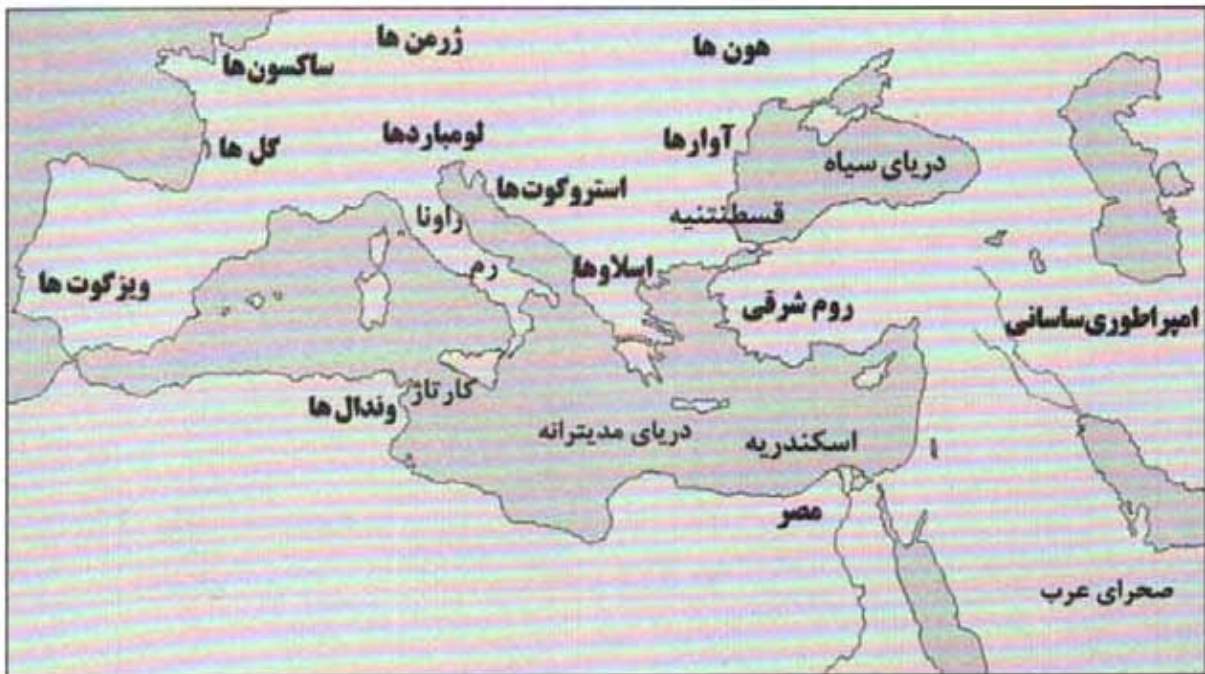 هون ها
ژرمن ها
ساکسون‌ها
آوارها
لومباردها
گل ها
دریای سیاه
استروگوت‌ها
راونا
قسطنتنیه
اسلاوها
رم
ویزگوت ها
روم شرقی
امپراطوری ساسانی
کارتاژ
وندال ها
دریای مدیترانه
اسکندریه
مصر
صحرای عرب